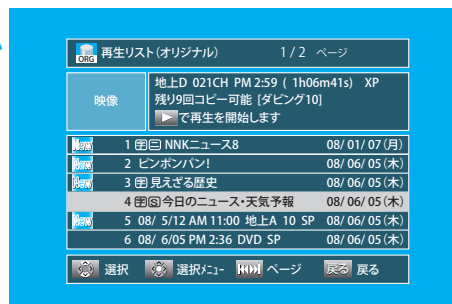 ORG 再生リスト(オリジナル) 1/2 ページ
映像
地上D 021CH PM 2:59 ( 1h06m41s) XP
残り9回コピー可能 [ダビング10]
で再生を開始します
New 1 字二 NNKニュース8 08/01/07(月)
New 2 ピンポンパン! 08/06/05(木)
New 3 字 見えざる歴史 08/06/05(木)
4 字S今日のニュース・天気予報 08/06/05(木)
New 5 08/ 5/12 AM 11:00 地上A 10 SP 08/06/05(木)
6 08/ 6/05 PM 2:36 DVD SP 08/06/05(木)
選択 選択メニュー ページ 戻る 戻る